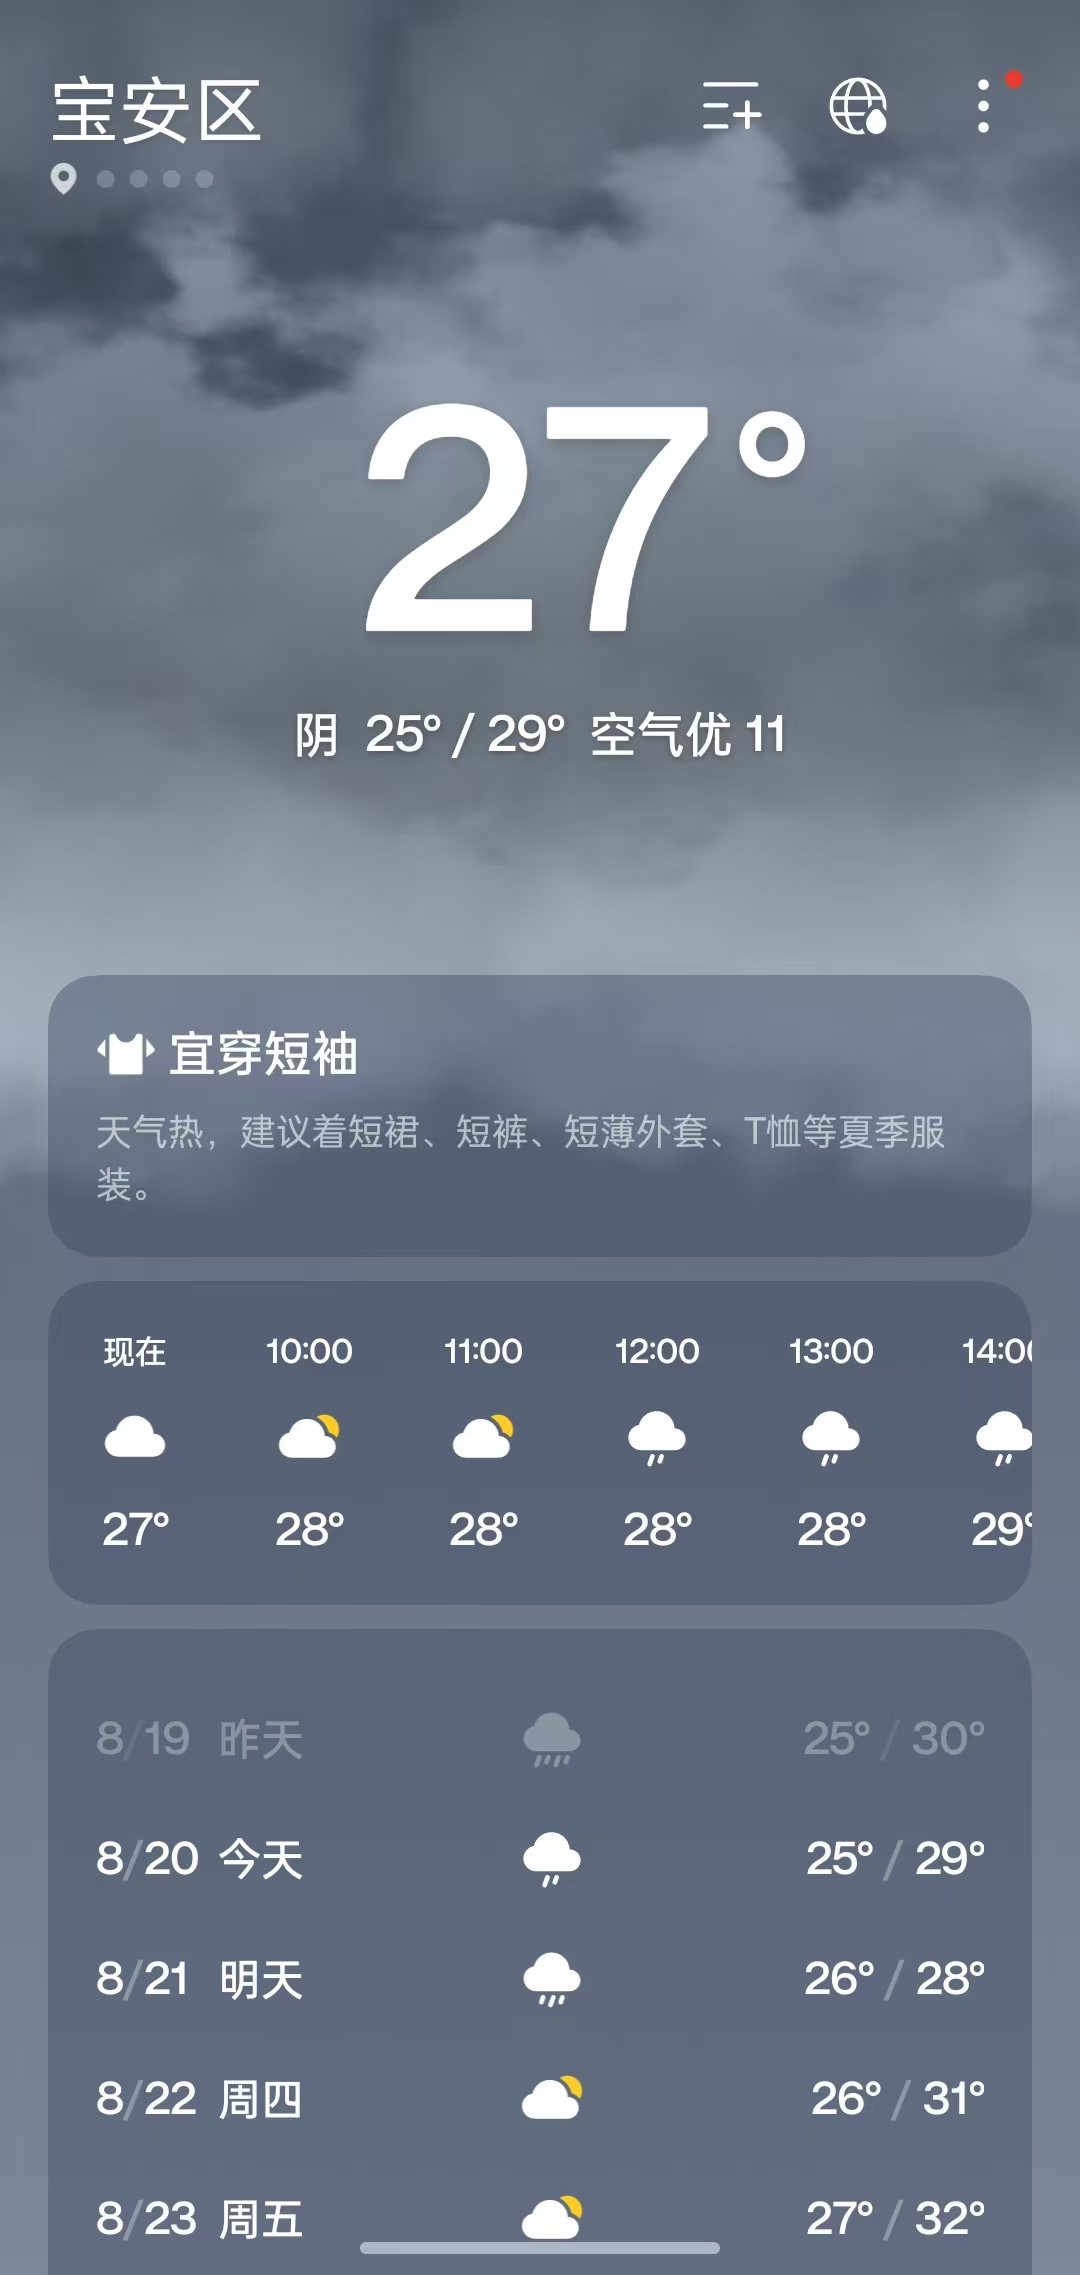 宝安区
27°
阴 25° / 29° 空气优 11
宜穿短袖
天气热，建议着短裙、短裤、短薄外套、T恤等夏季服
装。
现在 10:00 11:00 12:00 13:00 14:00
27° 28° 28° 28° 28° 29°
8/19 昨天 25° / 30°
8/20 今天 25° / 29°
8/21 明天 26° / 28°
8/22 周四 26° / 31°
8/23 周五 27° / 32°